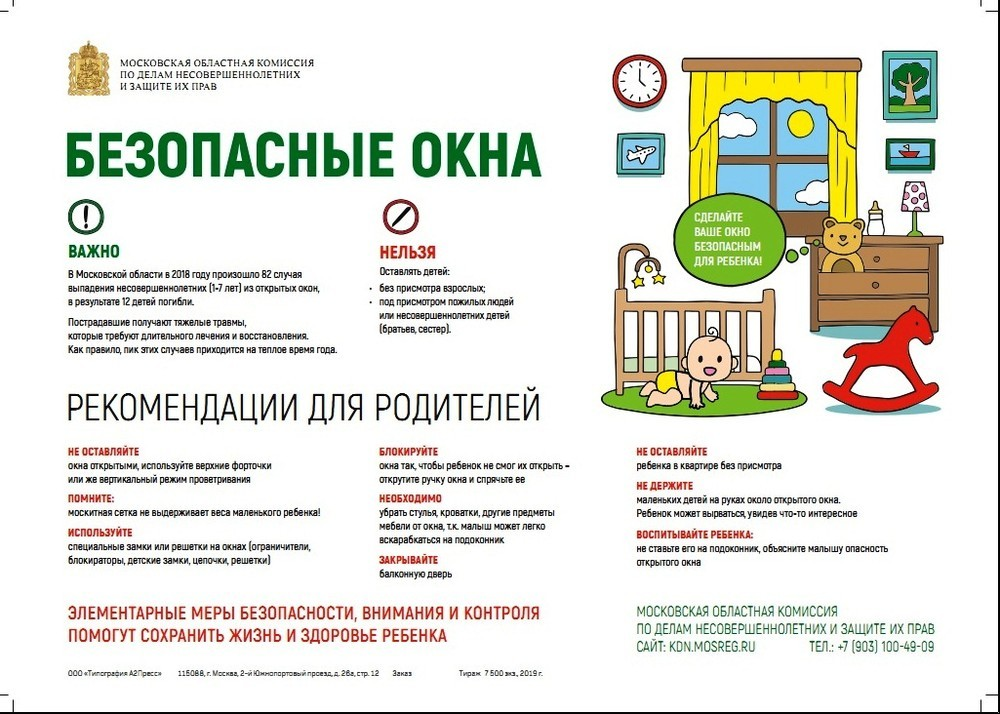 МОСКОВСКАЯ ОБЛАСТНАЯ КОМИССИЯ
ПО ДЕЛАМ НЕСОВЕРШЕННОЛЕТНИХ
И ЗАЩИТЕ ИХ ПРАВ
БЕЗОПАСНЫЕ ОКНА
ВАЖНО
В Московской области в 2018 году произошло 82 случая
выпадения несовершеннолетних (1-7 лет) из открытых окон,
в результате 12 детей погибли.
Пострадавшие получают тяжелые травмы,
которые требуют длительного лечения и восстановления.
Как правило, пик этих случаев приходится на теплое время года.
НЕЛЬЗЯ
Оставлять детей:
• без присмотра взрослых;
• под присмотром пожилых людей
или несовершеннолетних детей
(братьев, сестер).
СДЕЛАЙТЕ
ВАШЕ ОКНО
БЕЗОПАСНЫМ
ДЛЯ РЕБЕНКА!
РЕКОМЕНДАЦИИ ДЛЯ РОДИТЕЛЕЙ
НЕ ОСТАВЛЯЙТЕ
окна открытыми, используйте верхние форточки
или же вертикальный режим проветривания
ПОМНИТЕ:
москитная сетка не выдерживает веса маленького ребенка!
ИСПОЛЬЗУЙТЕ
специальные замки или решетки на окнах (ограничители,
блокираторы, детские замки, цепочки, решетки)
БЛОКИРУЙТЕ
окна так, чтобы ребенок не смог их открыть –
открутите ручку окна и спрячьте ее
НЕОБХОДИМО
убрать стулья, кроватки, другие предметы
мебели от окна, т.к. малыш может легко
вскарабкаться на подоконник
ЗАКРЫВАЙТЕ
балконную дверь
НЕ ОСТАВЛЯЙТЕ
ребенка в квартире без присмотра
НЕ ДЕРЖИТЕ
маленьких детей на руках около открытого окна.
Ребенок может вырваться, увидев что-то интересное
ВОСПИТЫВАЙТЕ РЕБЕНКА:
не ставьте его на подоконник, объясните малышу опасность
открытого окна
ЭЛЕМЕНТАРНЫЕ МЕРЫ БЕЗОПАСНОСТИ, ВНИМАНИЯ И КОНТРОЛЯ
ПОМОГУТ СОХРАНИТЬ ЖИЗНЬ И ЗДОРОВЬЕ РЕБЕНКА
МОСКОВСКАЯ ОБЛАСТНАЯ КОМИССИЯ
ПО ДЕЛАМ НЕСОВЕРШЕННОЛЕТНИХ И ЗАЩИТЕ ИХ ПРАВ
САЙТ: KDN.MOSREG.RU ТЕЛ.: +7 (903) 100-49-09
ООО «Типография А2Пресс» 115088, г. Москва, 2-й Южнопортовый проезд, д. 26а, стр. 12 Заказ Тираж 7 500 экз., 2019 г.